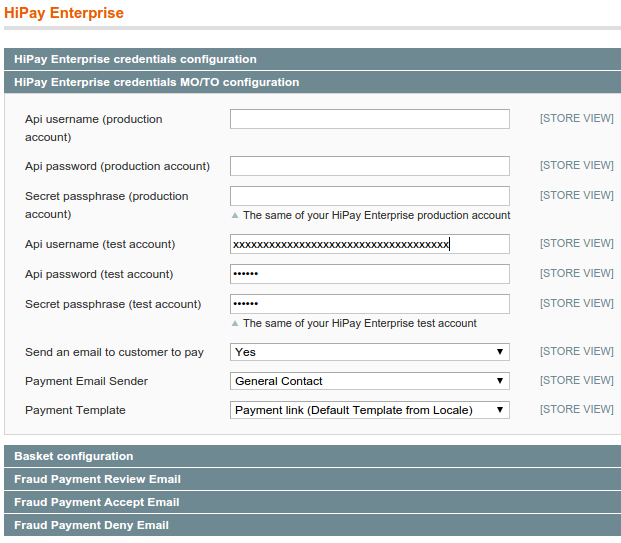 HiPay Enterprise
HiPay Enterprise credentials configuration
HiPay Enterprise credentials MO/TO configuration
Api username (production
account)
[STORE VIEW]
Api password (production account)
[STORE VIEW]
Secret passphrase (production
account)
[STORE VIEW]
The same of your HiPay Enterprise production account
Api username (test account)
xxxxxxxxxxxxxxxxxxxxxxxxxxxxxxxxxxxx
[STORE VIEW]
Api password (test account)
••••••
[STORE VIEW]
Secret passphrase (test account)
••••••
[STORE VIEW]
The same of your HiPay Enterprise test account
Send an email to customer to pay
Yes
[STORE VIEW]
Payment Email Sender
General Contact
[STORE VIEW]
Payment Template
Payment link (Default Template from Locale)
[STORE VIEW]
Basket configuration
Fraud Payment Review Email
Fraud Payment Accept Email
Fraud Payment Deny Email